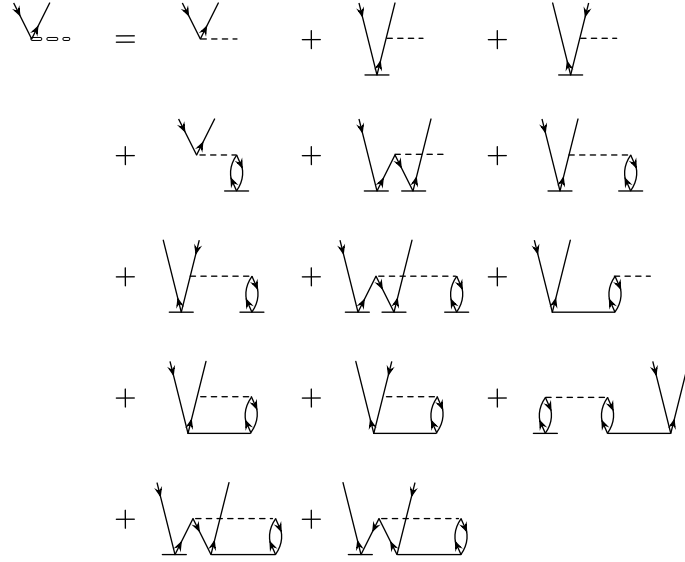 = + +
+ + +
+ + +
+ + +
+ +